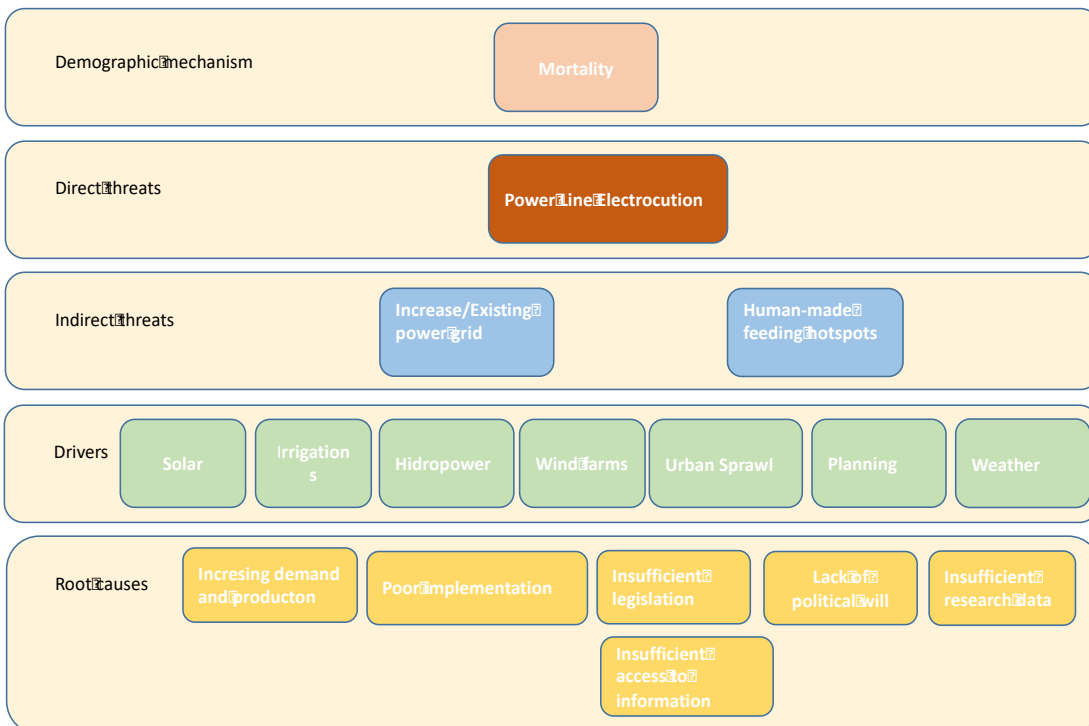 Demographic mechanism
Mortality
Direct threats
Power Line Electrocution
Indirect threats
Increase/Existing
power grid
Human-made
feeding hotspots
Drivers
Solar
Irrigation
s
Hidropower
Wind farms
Urban Sprawl
Planning
Weather
Root causes
Incresing demand
and producton
Poor implementation
Insufficient
legislation
Lack of
political will
Insufficient
research data
Insufficient
access to
information